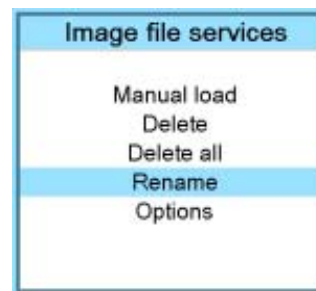 Image file services
Manual load
Delete
Delete all
Rename
Options